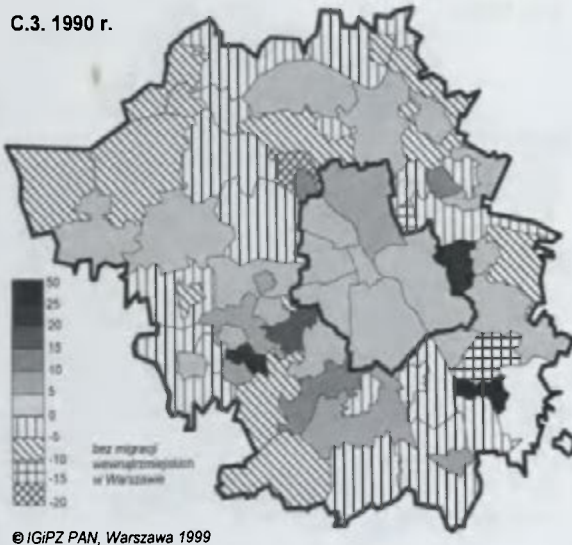 C.3. 1990 r.
50
25
20
15
10
5
0
-5
-10
-15
-20
bez migracji
wewnątrzmiejskich
w Warszawie
© IGiPZ PAN, Warszawa 1999